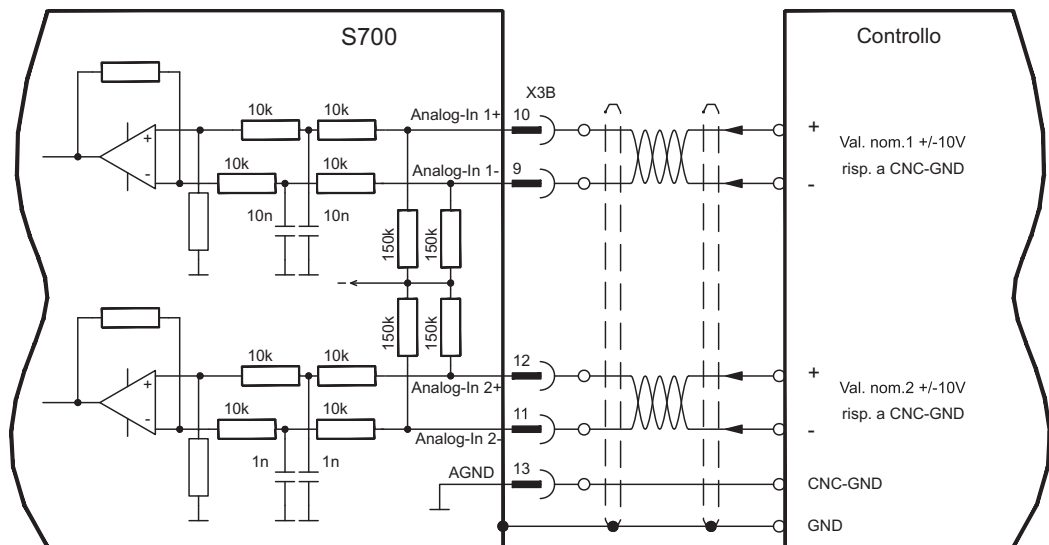 S700
Controllo
X3B
10k
10k
Analog-In 1+
10
+
+
Val. nom.1 +/-10V
risp. a CNC-GND
-
10k
10k
Analog-In 1-
9
-
10n
10n
150k
150k
-
150k
150k
10k
10k
12
Analog-In 2+
+
+
Val. nom.2 +/-10V
risp. a CNC-GND
-
10k
10k
11
Analog-In 2-
-
1n
1n
AGND
13
CNC-GND
GND